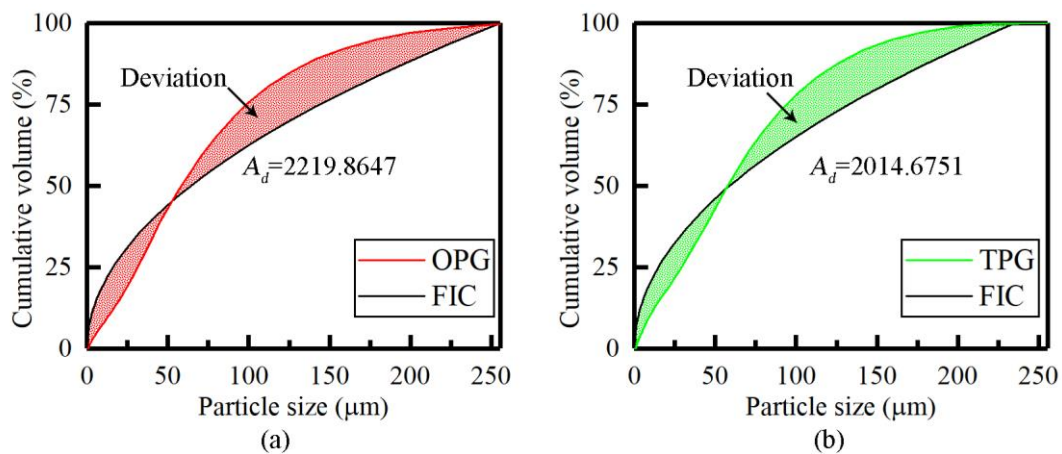 100
75
50
25
0
Cumulative volume (%)
Deviation
A_d=2219.8647
OPG
FIC
0 50 100 150 200 250
Particle size (μm)
(a)
100
75
50
25
0
Cumulative volume (%)
Deviation
A_d=2014.6751
TPG
FIC
0 50 100 150 200 250
Particle size (μm)
(b)